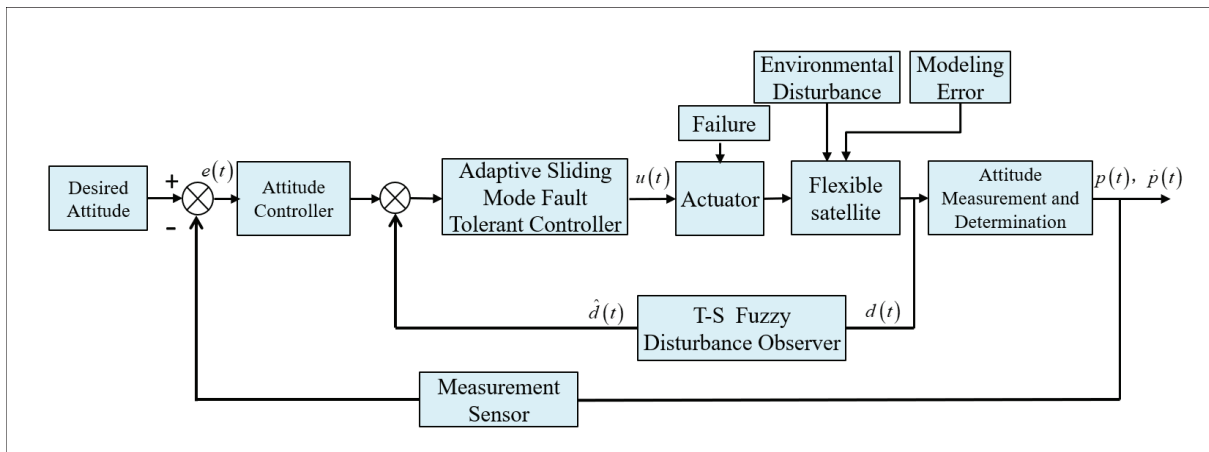 Environmental
Disturbance
Modeling
Error
Failure
Desired
Attitude
+
-
e(t)
Attitude
Controller
Adaptive Sliding
Mode Fault
Tolerant Controller
u(t)
Actuator
Flexible
satellite
Attitude
Measurement and
Determination
p(t), ṗ(t)
d̂(t)
T-S Fuzzy
Disturbance Observer
d(t)
Measurement
Sensor